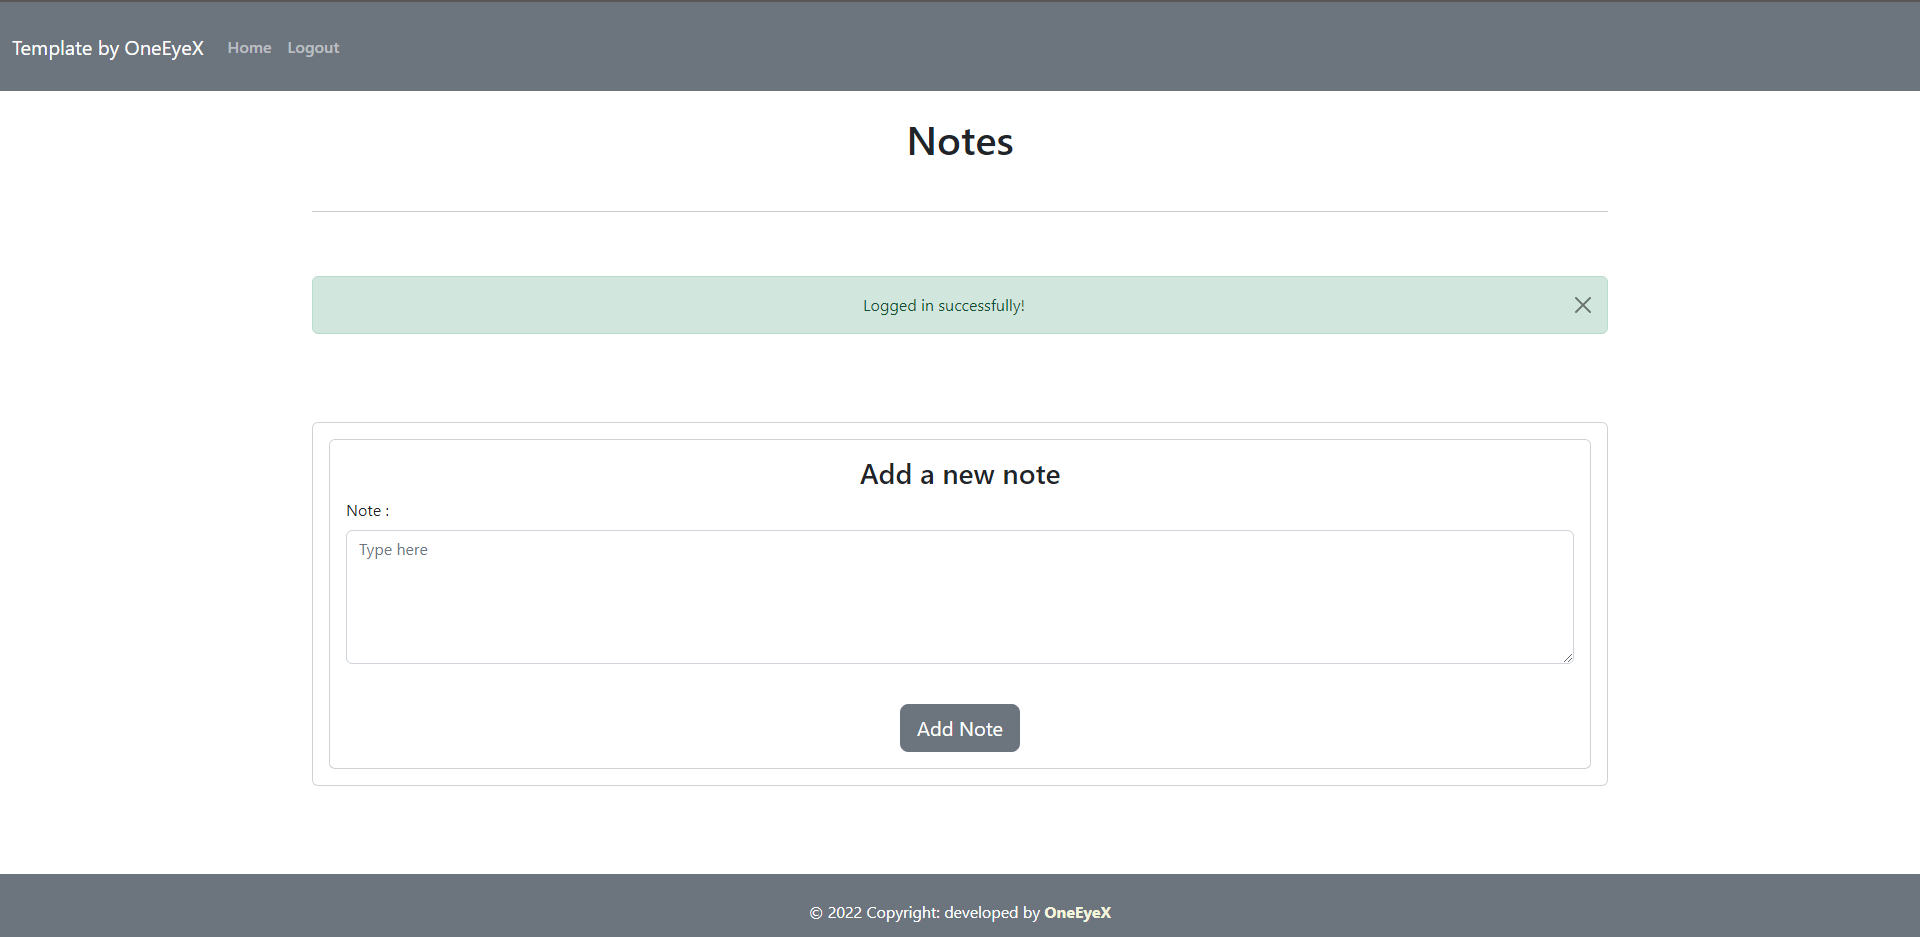 Template by OneEyeX Home Logout
Notes
Logged in successfully!
Add a new note
Note :
Type here
Add Note
© 2022 Copyright: developed by OneEyeX